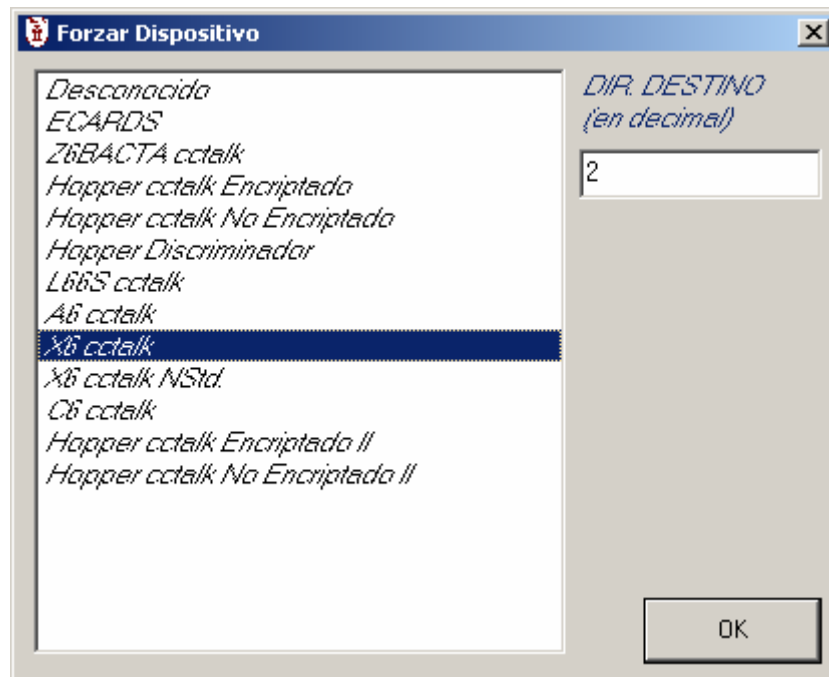 Forzar Dispositivo
Desconocido
ECARDS
Z6BACTA cctalk
Hopper cctalk Encriptado
Hopper cctalk No Encriptado
Hopper Discriminador
L66S cctalk
A6 cctalk
X6 cctalk
X6 cctalk NStd.
C6 cctalk
Hopper cctalk Encriptado II
Hopper cctalk No Encriptado II
DIR. DESTINO
(en decimal)
2
OK